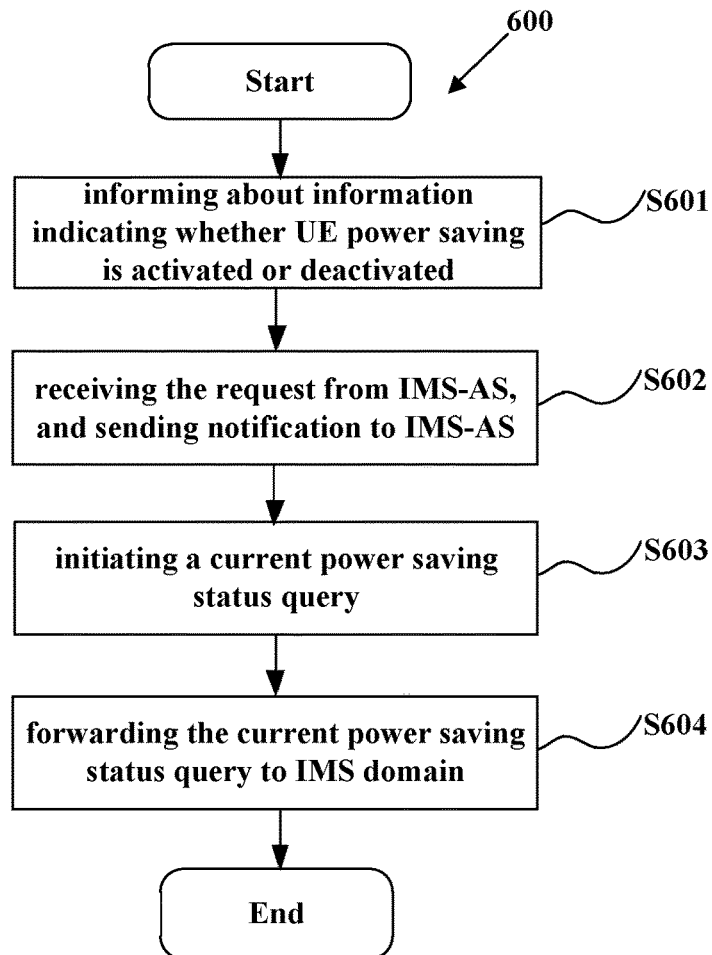 600
Start
informing about information
indicating whether UE power saving
is activated or deactivated
S601
receiving the request from IMS-AS,
and sending notification to IMS-AS
S602
initiating a current power saving
status query
S603
forwarding the current power saving
status query to IMS domain
S604
End